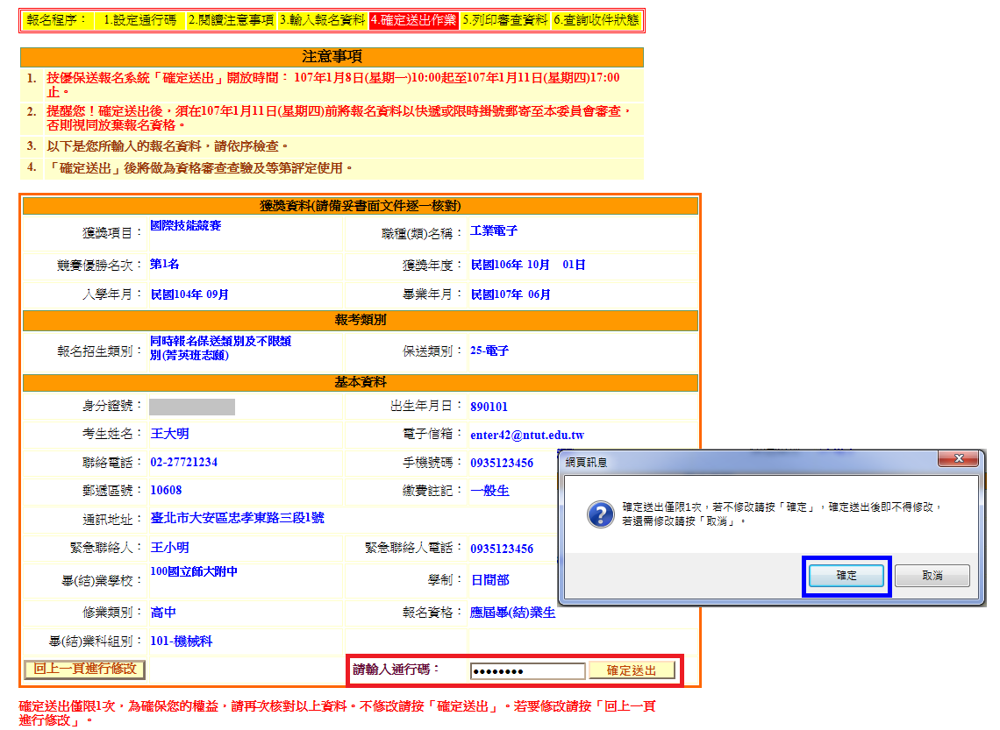 報名程序： 1.設定通行碼 2.閱讀注意事項 3.輸入報名資料 4.確定送出作業 5.列印審查資料 6.查詢收件狀態
注意事項
1. 技優保送報名系統「確定送出」開放時間： 107年1月8日(星期一)10:00起至107年1月11日(星期四)17:00
止。
2. 提醒您！確定送出後，須在107年1月11日(星期四)前將報名資料以快遞或限時掛號郵寄至本委員會審查，
否則視同放棄報名資格。
3. 以下是您所輸入的報名資料，請依序檢查。
4. 「確定送出」後將做為資格審查查驗及等第評定使用。
獲獎資料(請備妥書面文件逐一核對)
獲獎項目： 國際技能競賽 職種(類)名稱： 工業電子
競賽優勝名次： 第1名 獲獎年度： 民國106年 10月 01日
入學年月： 民國104年 09月 畢業年月： 民國107年 06月
報考類別
報名招生類別： 同時報名保送類別及不限類
別(菁英班志願) 保送類別： 25-電子
基本資料
身分證號： 出生年月日： 890101
考生姓名： 王大明 電子信箱： enter42@ntut.edu.tw
聯絡電話： 02-27721234 手機號碼： 0935123456
郵遞區號： 10608 繳費註記： 一般生
通訊地址： 臺北市大安區忠孝東路三段1號
緊急聯絡人： 王小明 緊急聯絡人電話： 0935123456
畢(結)業學校： 100國立師大附中 學制： 日間部
修業類別： 高中 報名資格： 應屆畢(結)業生
畢(結)業科組別： 101-機械科
回上一頁進行修改 請輸入通行碼： ●●●●●●●● 確定送出
網頁訊息
確定送出僅限1次，若不修改請按「確定」，確定送出後即不得修改，
若還需修改請按「取消」。
確定 取消
確定送出僅限1次，為確保您的權益，請再次核對以上資料。不修改請按「確定送出」。若要修改請按「回上一頁
進行修改」。